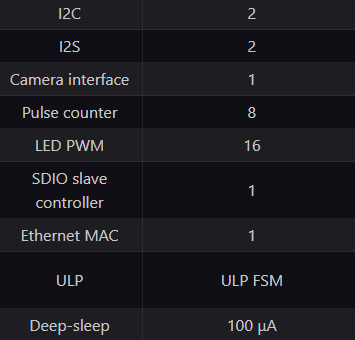 I2C 2
I2S 2
Camera interface 1
Pulse counter 8
LED PWM 16
SDIO slave
controller 1
Ethernet MAC 1
ULP ULP FSM
Deep-sleep 100 µA